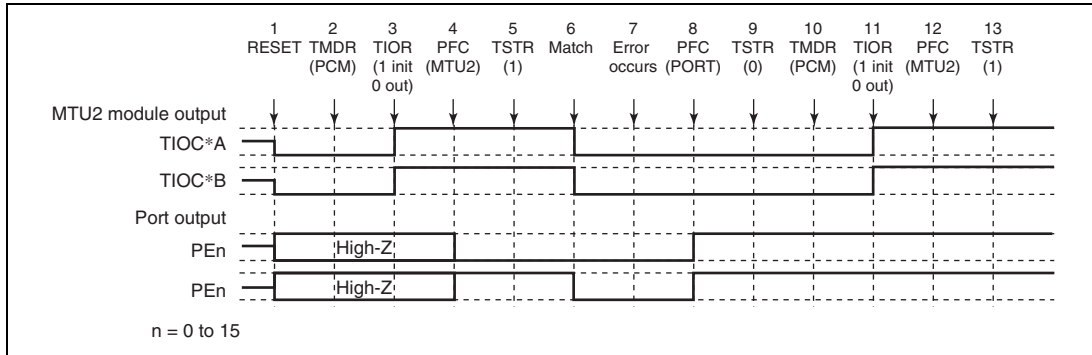 1 2 3 4 5 6 7 8 9 10 11 12 13
RESET TMDR TIOR PFC TSTR Match Error PFC TSTR TMDR TIOR PFC TSTR
(PCM) (1 init (MTU2) (1) occurs (PORT) (0) (PCM) (1 init (MTU2) (1)
0 out) 0 out)
MTU2 module output
TIOC*A
TIOC*B
Port output
PEn High-Z
PEn High-Z
n = 0 to 15